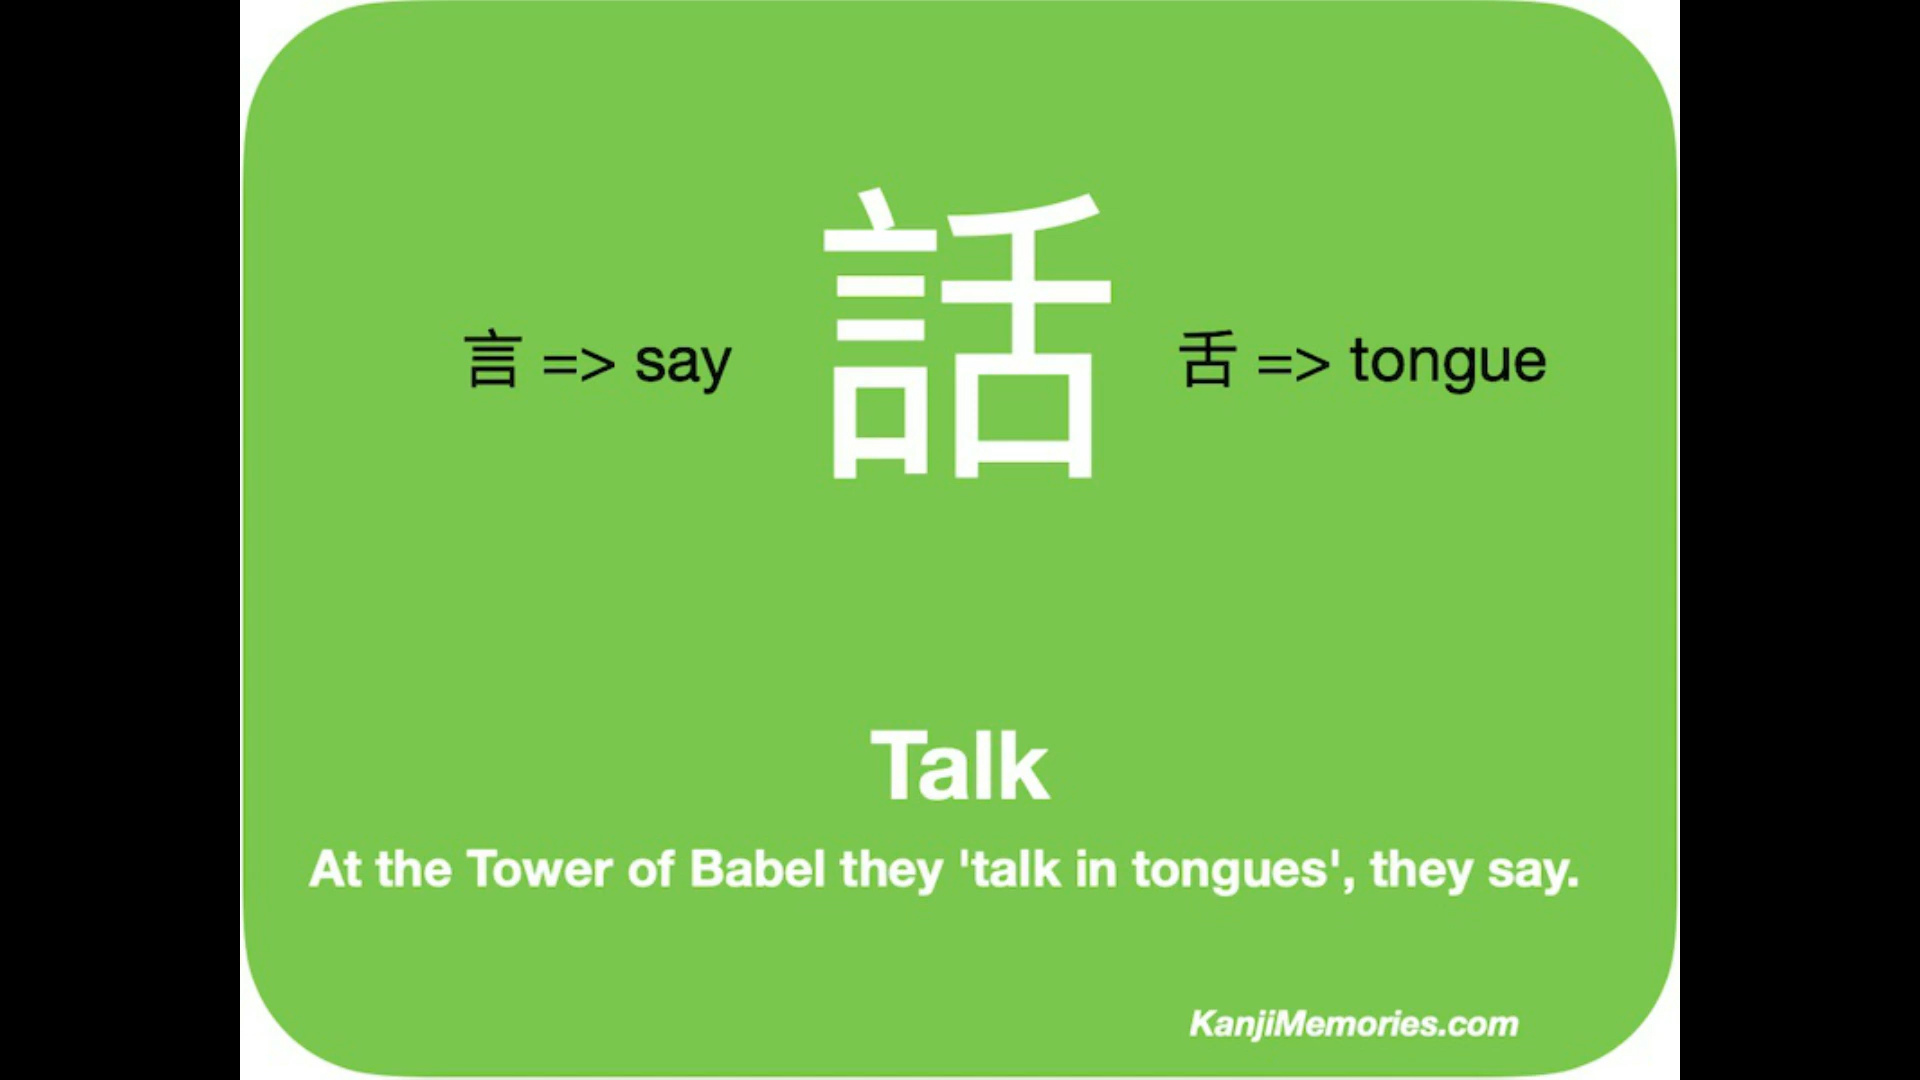 話
言 => say
舌 => tongue
Talk
At the Tower of Babel they 'talk in tongues', they say.
KanjiMemories.com